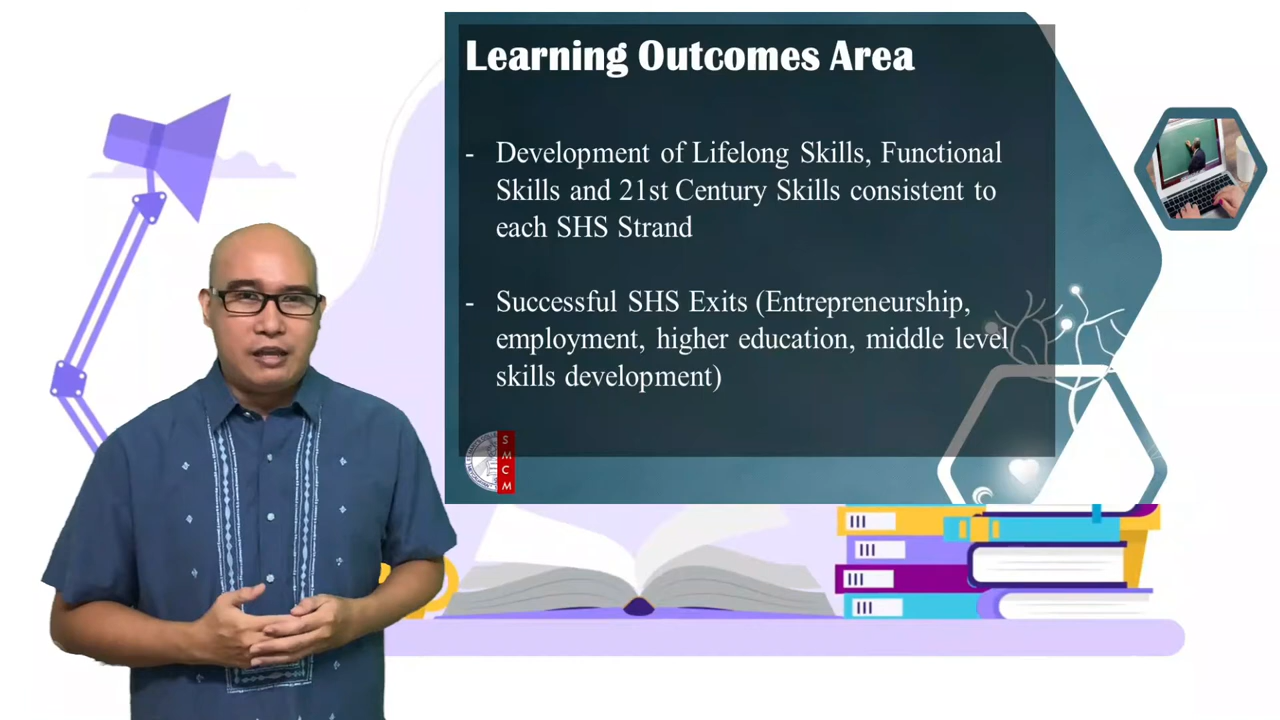 Learning Outcomes Area
- Development of Lifelong Skills, Functional
Skills and 21st Century Skills consistent to
each SHS Strand
- Successful SHS Exits (Entrepreneurship,
employment, higher education, middle level
skills development)
S
M
C
M